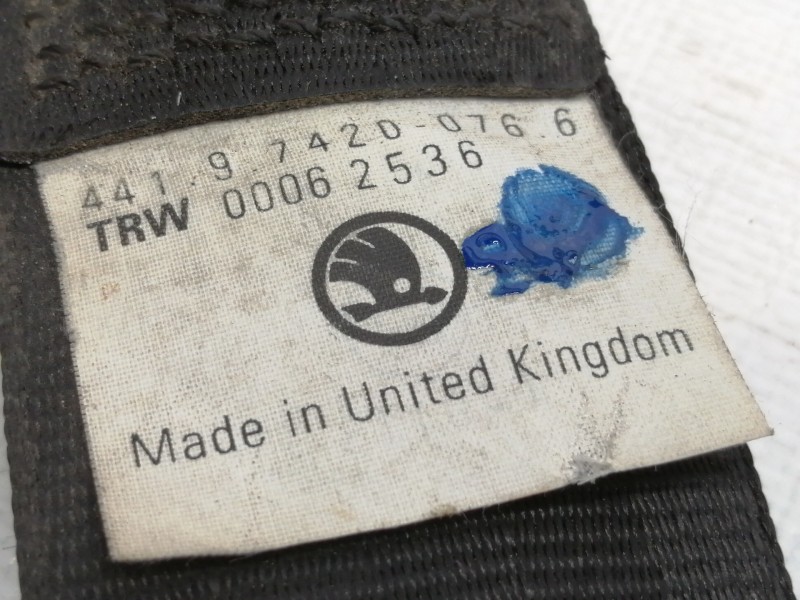 441.9 7420-076.6
TRW 0006 2536
Made in United Kingdom